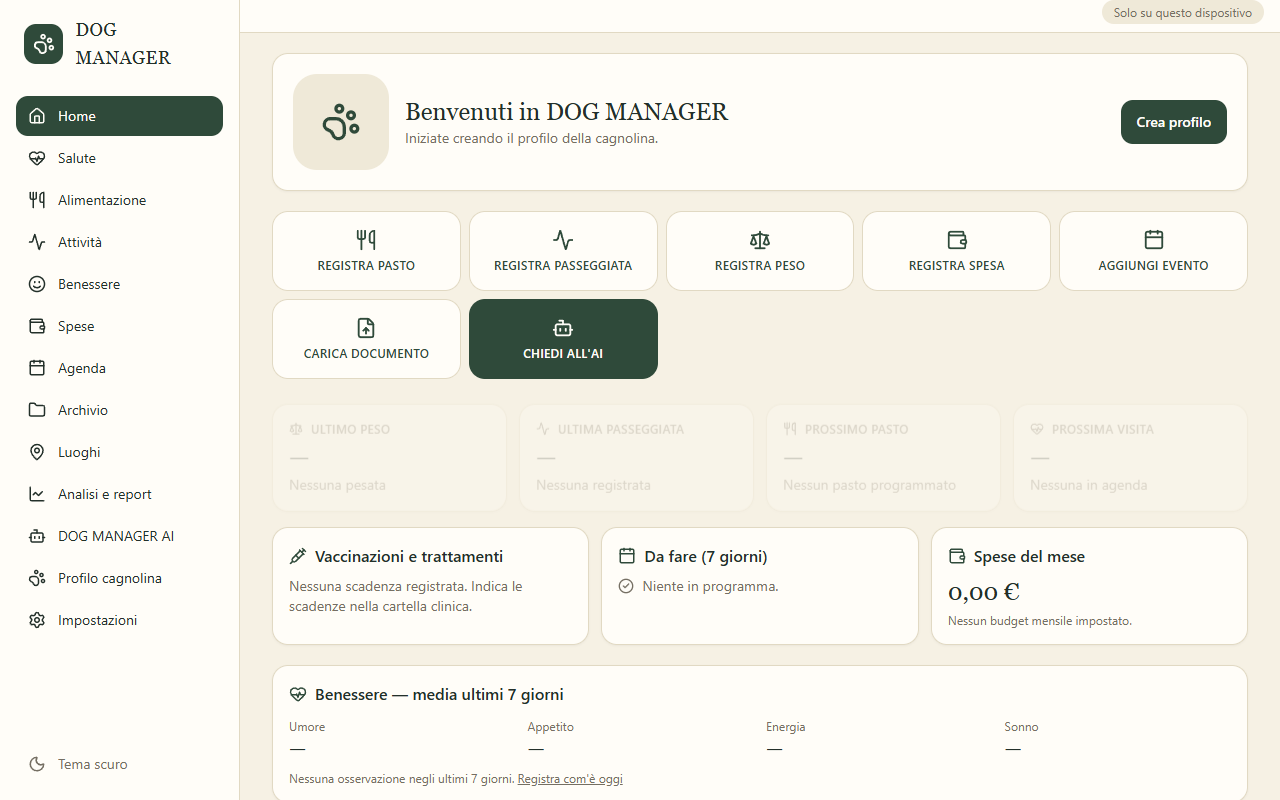 DOG
MANAGER
Solo su questo dispositivo
Home
Salute
Alimentazione
Attività
Benessere
Spese
Agenda
Archivio
Luoghi
Analisi e report
DOG MANAGER AI
Profilo cagnolina
Impostazioni
Tema scuro
Benvenuti in DOG MANAGER
Iniziate creando il profilo della cagnolina.
Crea profilo
REGISTRA PASTO
REGISTRA PASSEGGIATA
REGISTRA PESO
REGISTRA SPESA
AGGIUNGI EVENTO
CARICA DOCUMENTO
CHIEDI ALL'AI
ULTIMO PESO
—
Nessuna pesata
ULTIMA PASSEGGIATA
—
Nessuna registrata
PROSSIMO PASTO
—
Nessun pasto programmato
PROSSIMA VISITA
—
Nessuna in agenda
Vaccinazioni e trattamenti
Nessuna scadenza registrata. Indica le
scadenze nella cartella clinica.
Da fare (7 giorni)
Niente in programma.
Spese del mese
0,00 €
Nessun budget mensile impostato.
Benessere — media ultimi 7 giorni
Umore
—
Appetito
—
Energia
—
Sonno
—
Nessuna osservazione negli ultimi 7 giorni. Registra com'è oggi